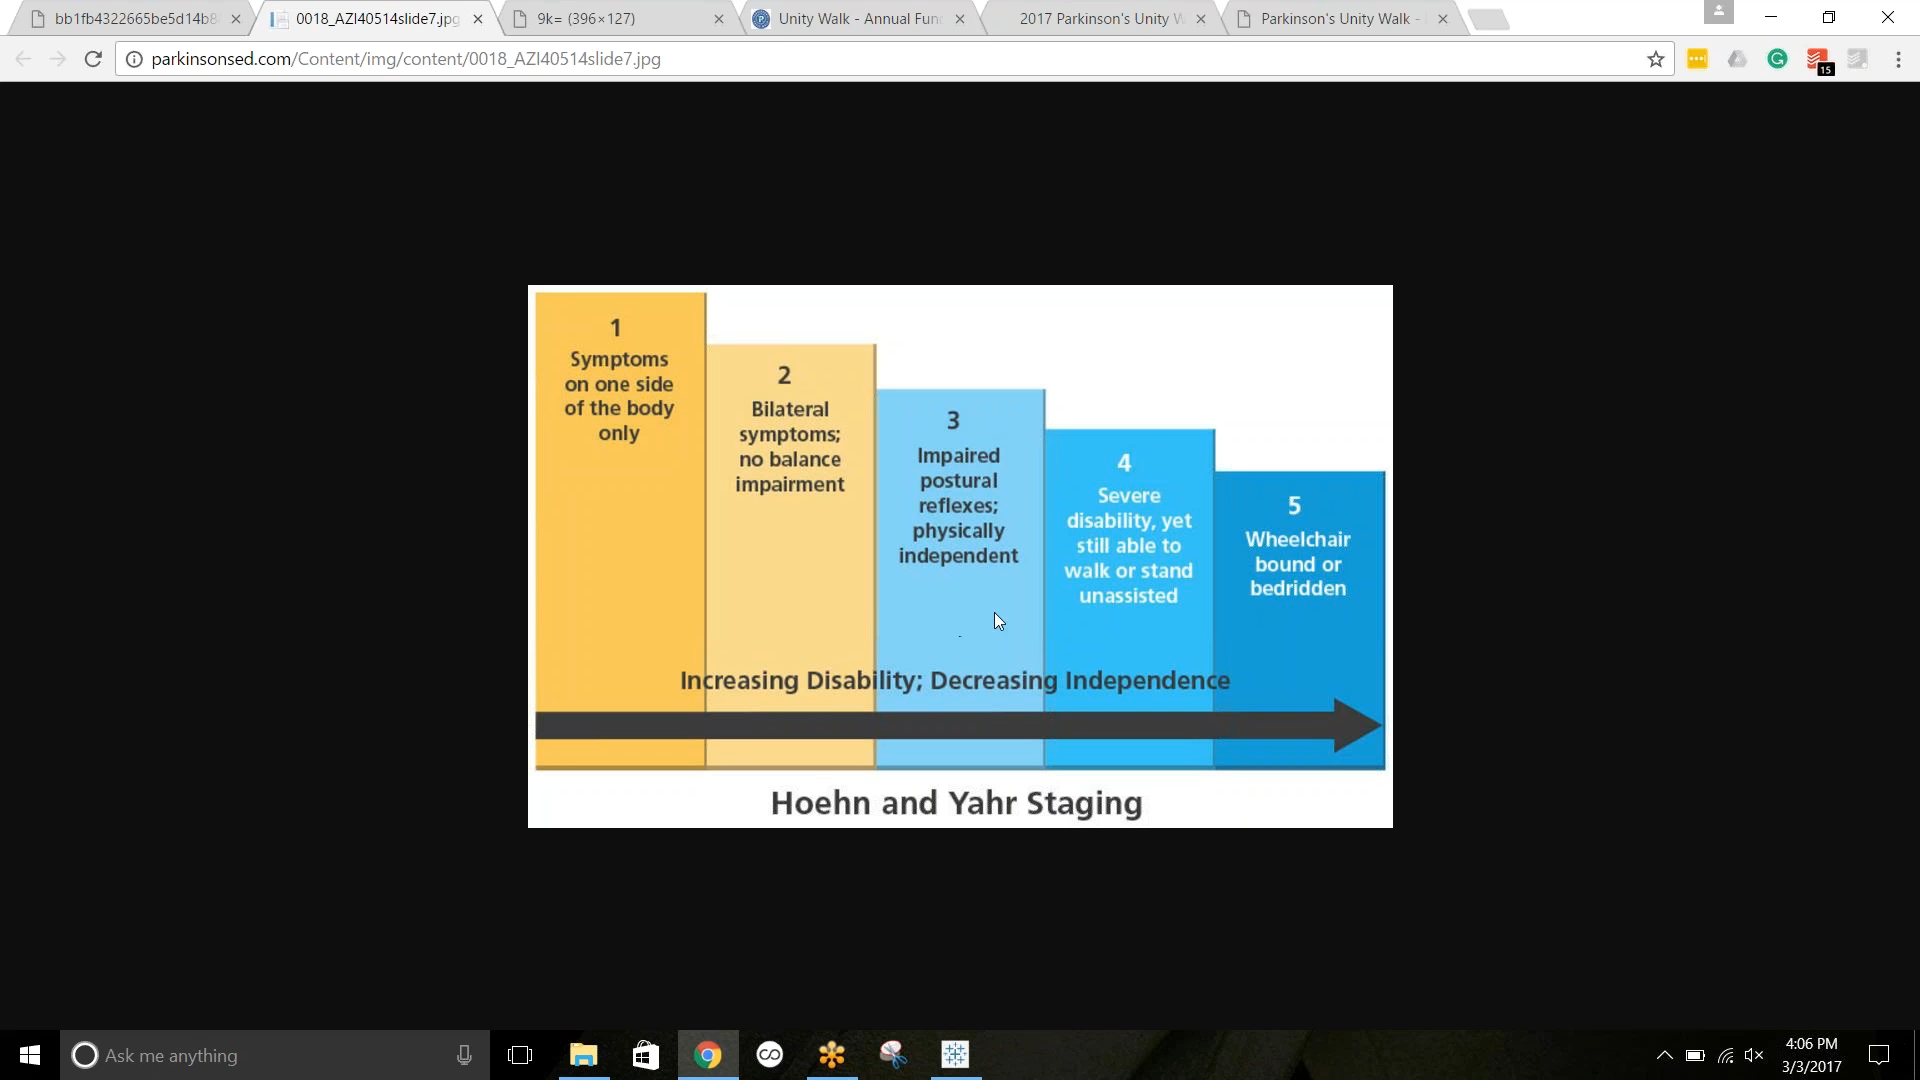 bb1fb4322665be5d14b8
0018_AZI40514slide7.jpg
9k= (396×127)
Unity Walk - Annual Fun
2017 Parkinson's Unity W
Parkinson's Unity Walk -
parkinsonsed.com/Content/img/content/0018_AZI40514slide7.jpg
15
1
Symptoms
on one side
of the body
only
2
Bilateral
symptoms;
no balance
impairment
3
Impaired
postural
reflexes;
physically
independent
4
Severe
disability, yet
still able to
walk or stand
unassisted
5
Wheelchair
bound or
bedridden
Increasing Disability; Decreasing Independence
Hoehn and Yahr Staging
Ask me anything
4:06 PM
3/3/2017